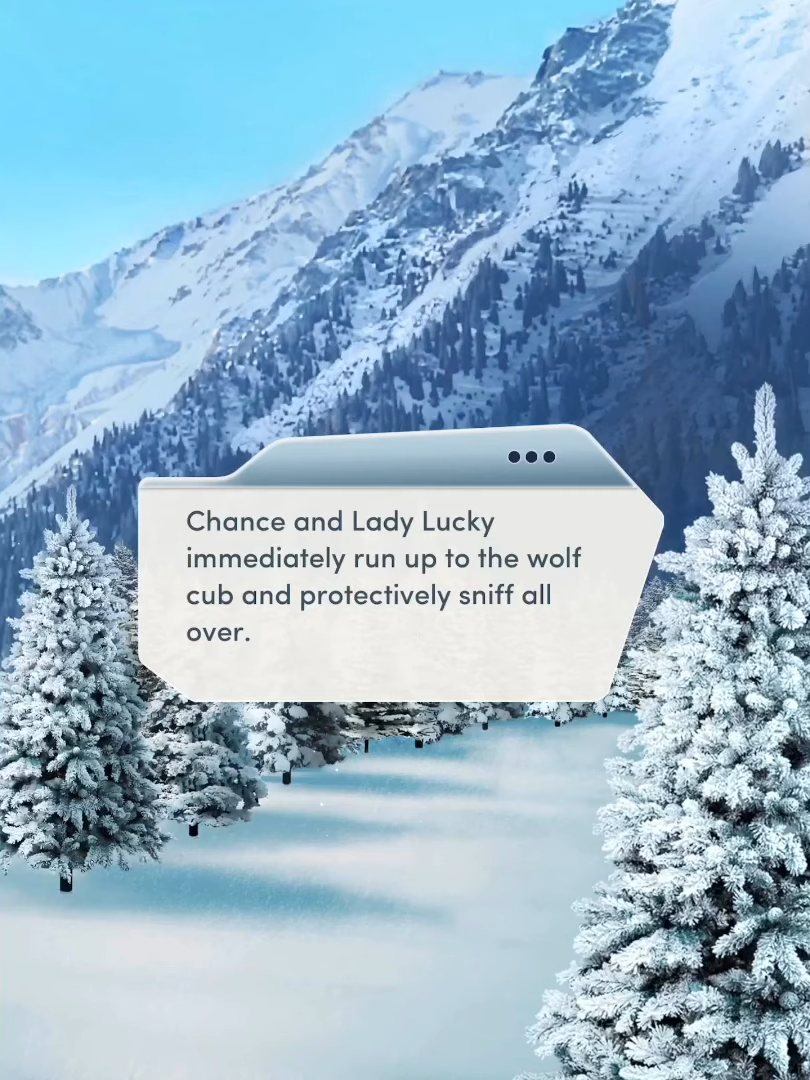 Chance and Lady Lucky
immediately run up to the wolf
cub and protectively sniff all
over.